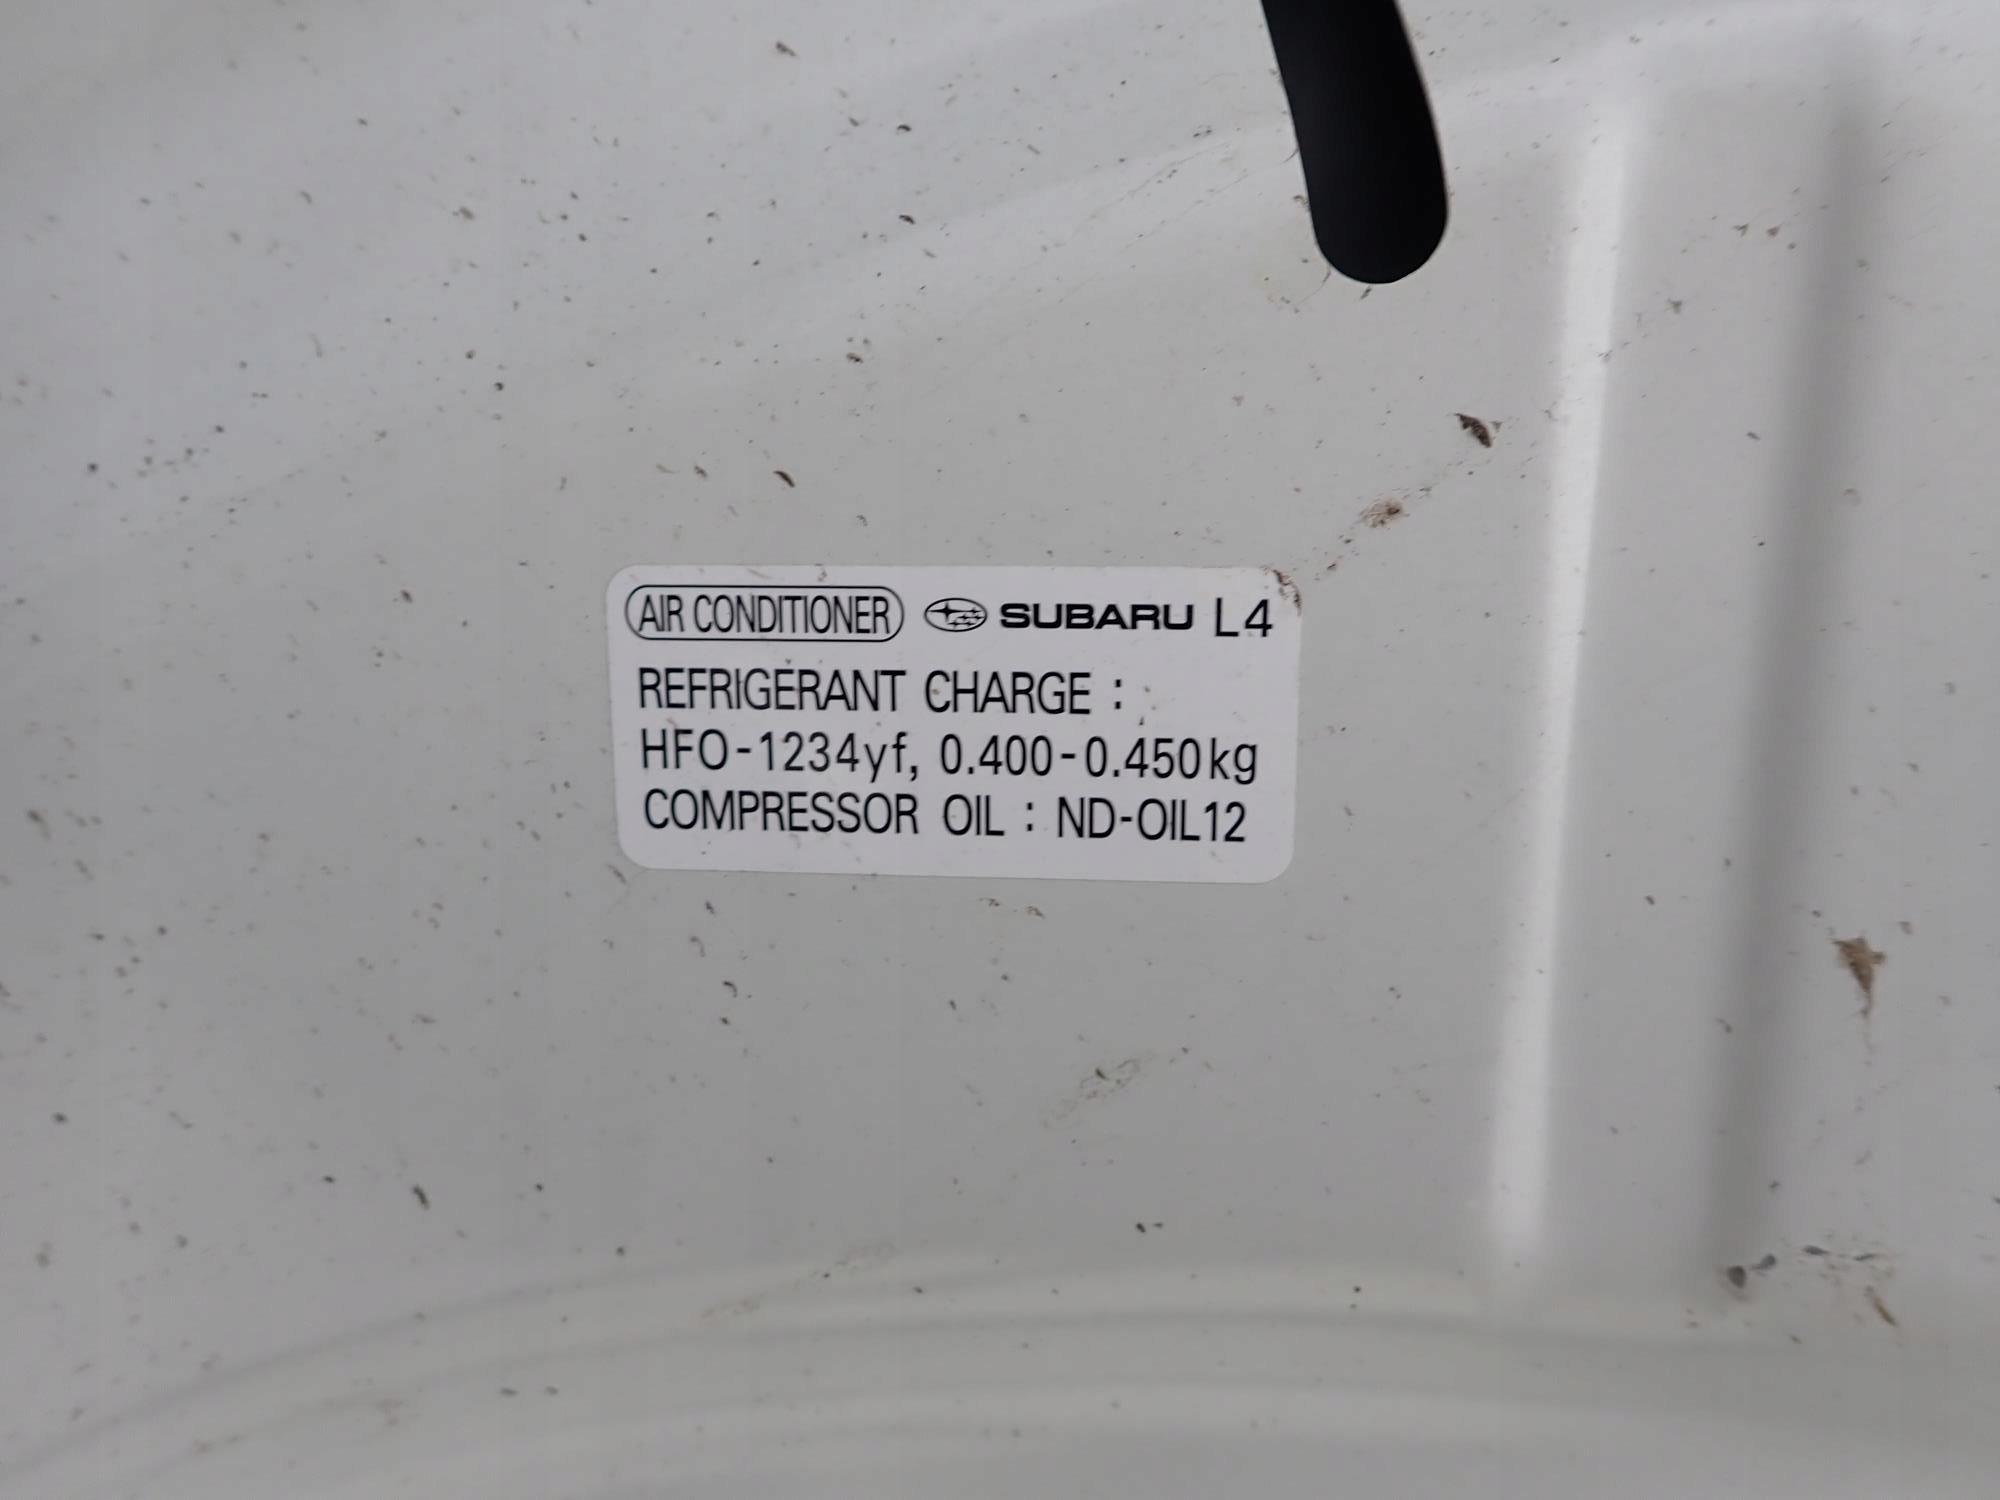 AIR CONDITIONER SUBARU L4
REFRIGERANT CHARGE :
HFO-1234yf, 0.400-0.450kg
COMPRESSOR OIL : ND-OIL12